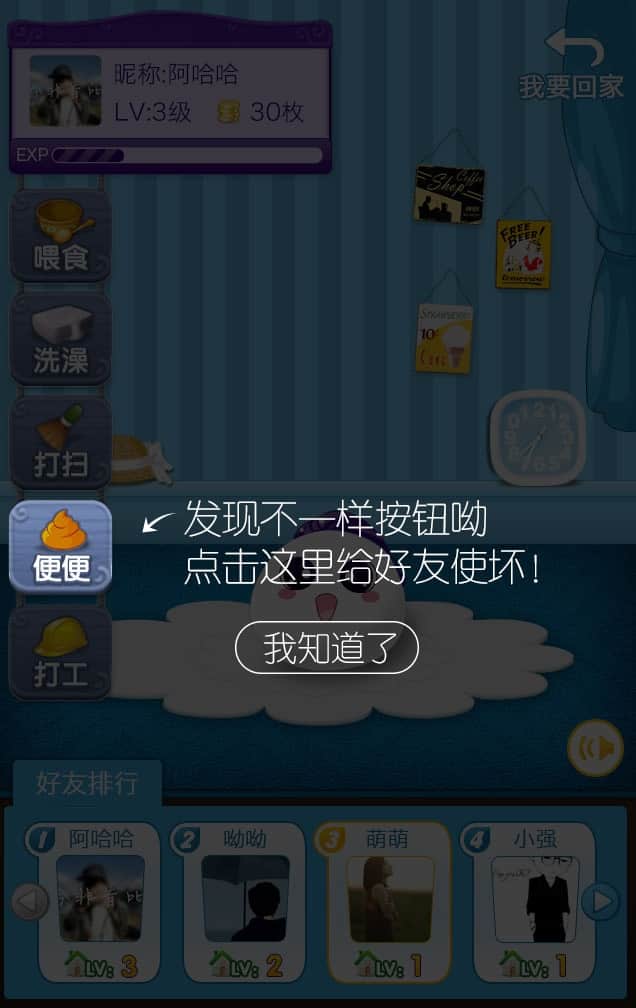 昵称:阿哈哈
我要回家
LV:3级 30枚
EXP
Coffee
Shop
喂食
FREE
BEER!
Tomorrow
STRAWBERRY
10¢
Cone
洗澡
打扫
发现不一样按钮呦
便便
点击这里给好友使坏!
我知道了
打工
好友排行
1 阿哈哈
2 呦呦
3 萌萌
4 小强
LV: 3
LV: 2
LV: 1
LV: 1